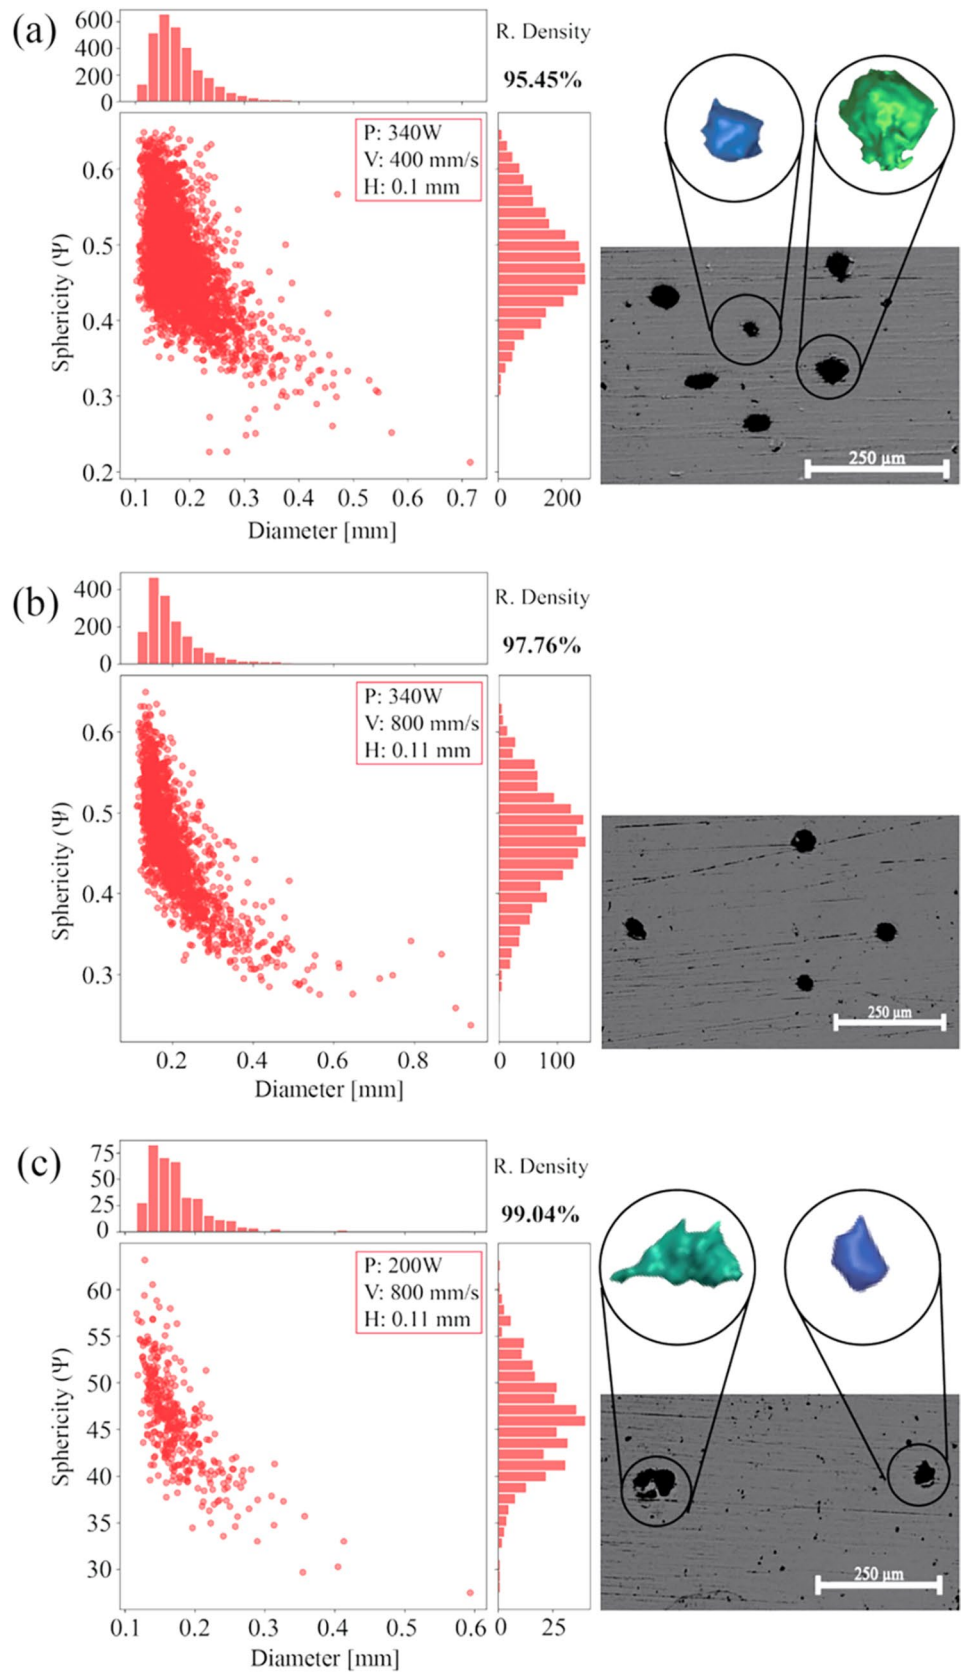 (a)
600
400
200
0
R. Density
95.45%
P: 340W
V: 400 mm/s
H: 0.1 mm
0.6
0.5
0.4
0.3
0.2
Sphericity (Ψ)
0.1 0.2 0.3 0.4 0.5 0.6 0.7
Diameter [mm]
0 200
250 µm
(b)
400
200
0
R. Density
97.76%
P: 340W
V: 800 mm/s
H: 0.11 mm
0.6
0.5
0.4
0.3
Sphericity (Ψ)
0.2 0.4 0.6 0.8
Diameter [mm]
0 100
250 µm
(c)
75
50
25
0
R. Density
99.04%
P: 200W
V: 800 mm/s
H: 0.11 mm
60
55
50
45
40
35
30
Sphericity (Ψ)
0.1 0.2 0.3 0.4 0.5 0.6
Diameter [mm]
0 25
250 µm